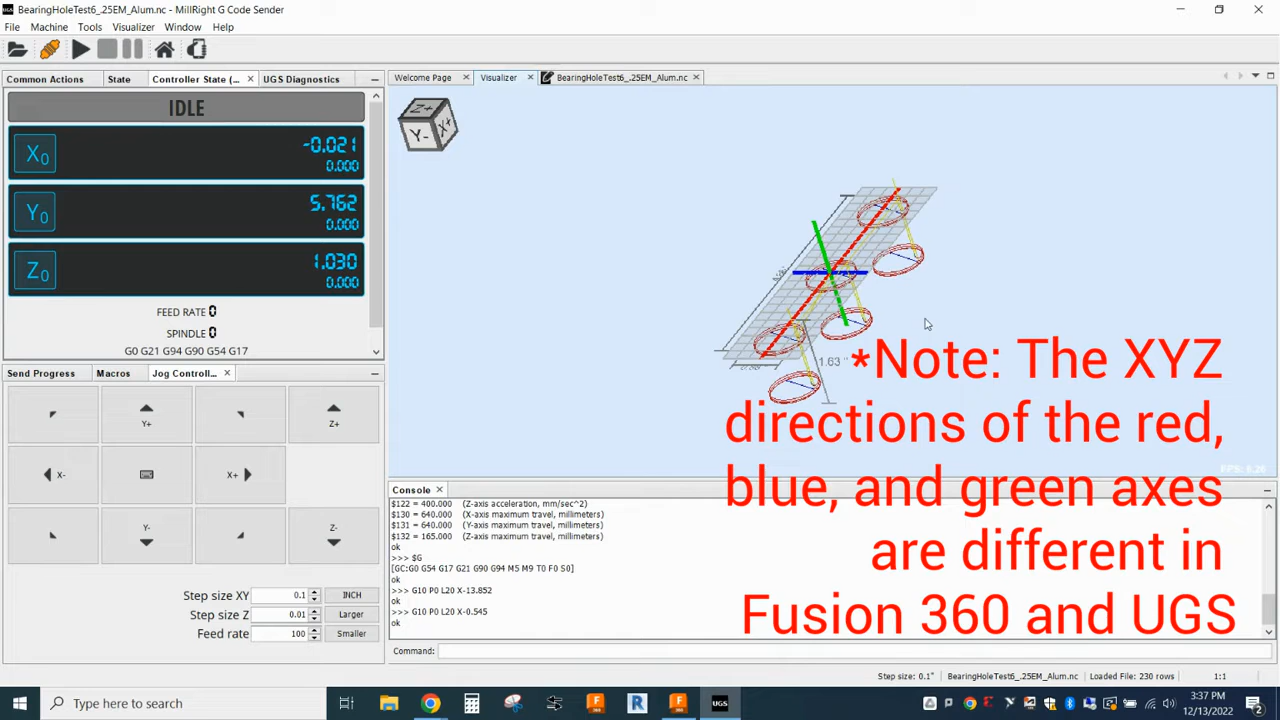 BearingHoleTest6_.25EM_Alum.nc - MillRight G Code Sender
File Machine Tools Visualizer Window Help
Common Actions State Controller State (... UGS Diagnostics
IDLE
X0 -0.021
0.000
Y0 5.762
0.000
Z0 1.030
0.000
FEED RATE 0
SPINDLE 0
G0 G21 G94 G90 G54 G17
Send Progress Macros Jog Controll...
Y+ Z+
X- X+
Y- Z-
Step size XY 0.1 INCH
Step size Z 0.01 Larger
Feed rate 100 Smaller
Welcome Page Visualizer BearingHoleTest6_.25EM_Alum.nc
Z+
Y- X+
1.63 "
*Note: The XYZ
directions of the red,
blue, and green axes
are different in
Fusion 360 and UGS
Console
$122 = 400.000 (Z-axis acceleration, mm/sec^2)
$130 = 640.000 (X-axis maximum travel, millimeters)
$131 = 640.000 (Y-axis maximum travel, millimeters)
$132 = 165.000 (Z-axis maximum travel, millimeters)
ok
>>> $G
[GC:G0 G54 G17 G21 G90 G94 M5 M9 T0 F0 S0]
ok
>>> G10 P0 L20 X-13.852
ok
>>> G10 P0 L20 X-0.545
ok
Command:
Step size: 0.1" BearingHoleTest6_.25EM_Alum.nc Loaded File: 230 rows 1:1
Type here to search
UGS
3:37 PM
12/13/2022
2